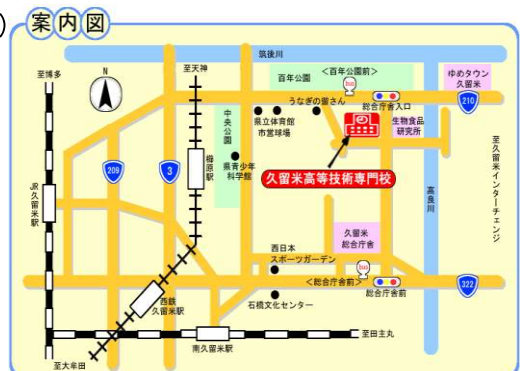 案内図
筑後川
至博多
N
至天神
百年公園
<百年公園前>
ゆめタウン
久留米
210
中央公園
うなぎの宿さん
県立体育館
市営球場
総合庁舎入口
生物食品
研究所
至久留米インターチェンジ
櫛原駅
県青少年
科学館
209
3
久留米高等技術専門校
高良川
JR久留米駅
久留米
総合庁舎
西日本
スポーツガーデン
<総合庁舎前>
総合庁舎前
322
西鉄
久留米駅
石橋文化センター
南久留米駅
至田主丸
至大牟田